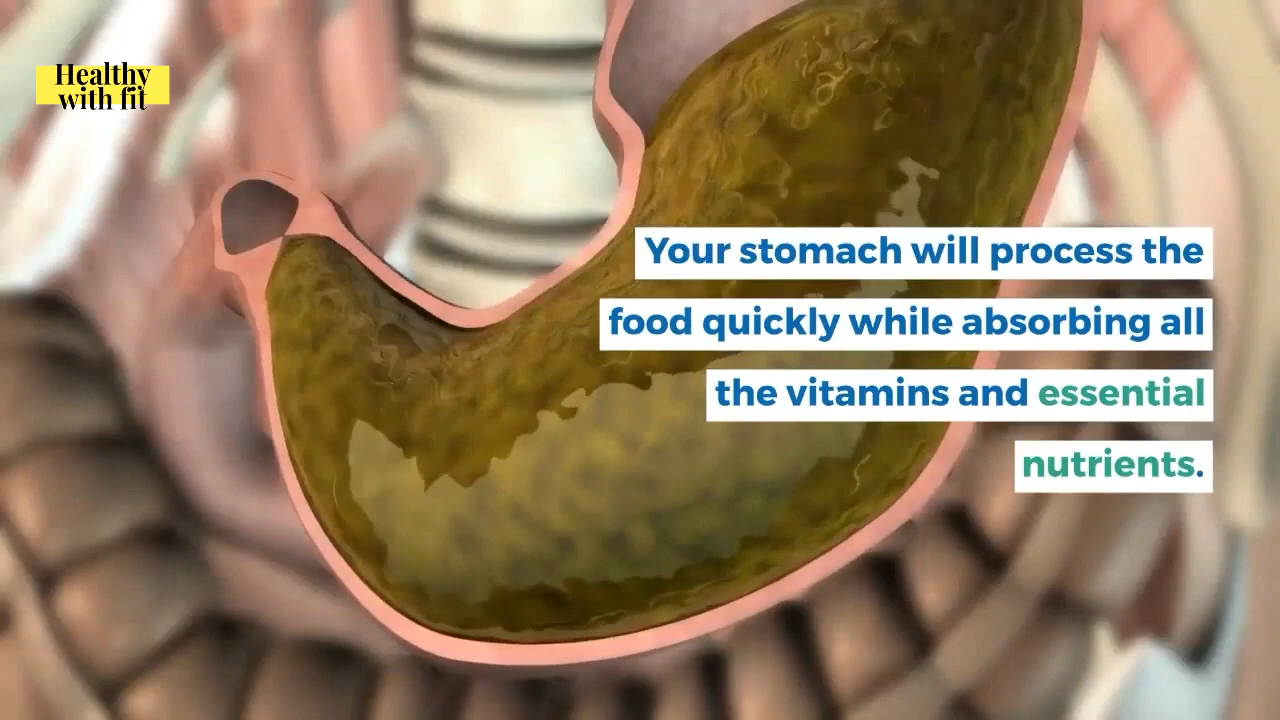 Healthy
with fit
Your stomach will process the
food quickly while absorbing all
the vitamins and essential
nutrients.